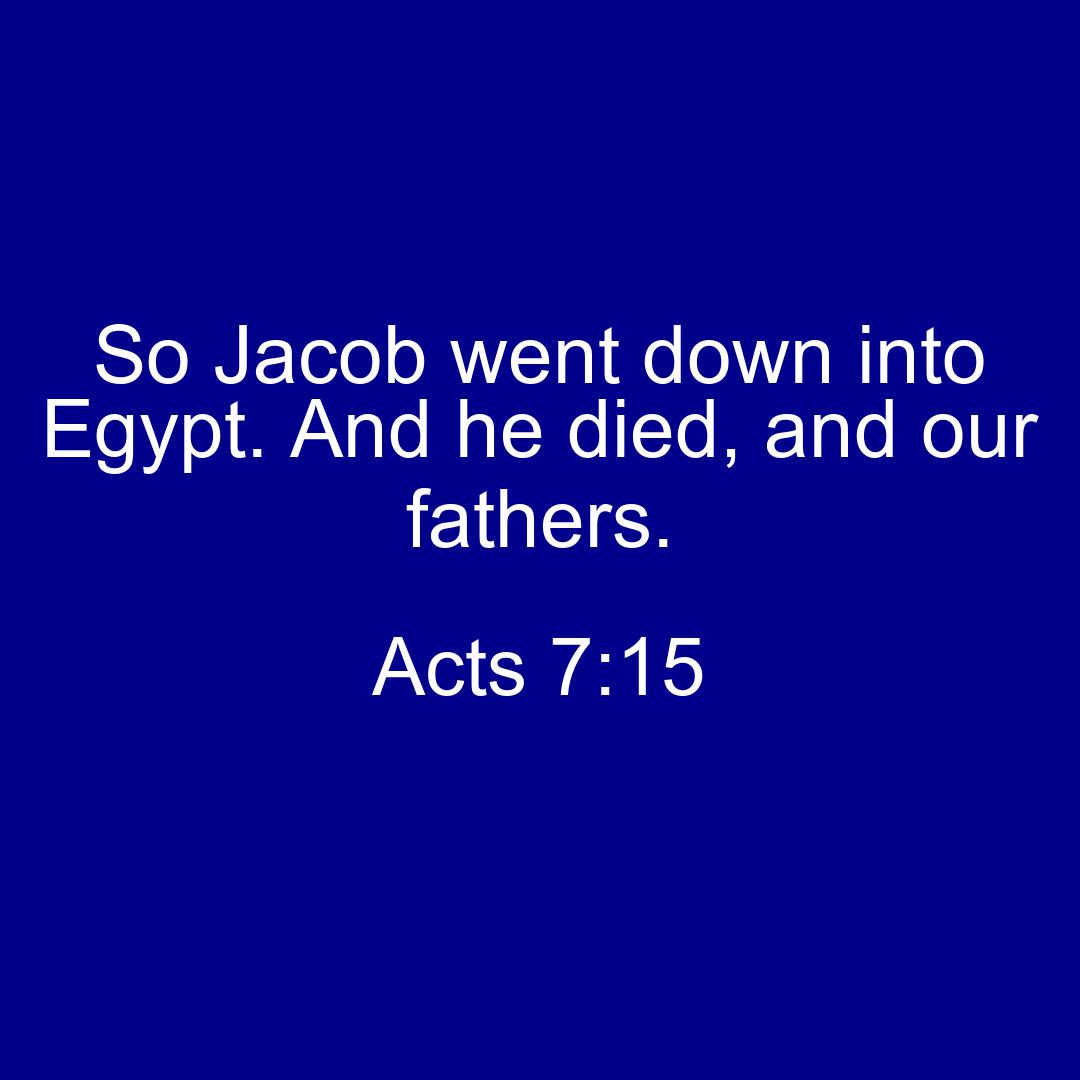 So Jacob went down into
Egypt. And he died, and our
fathers.
Acts 7:15